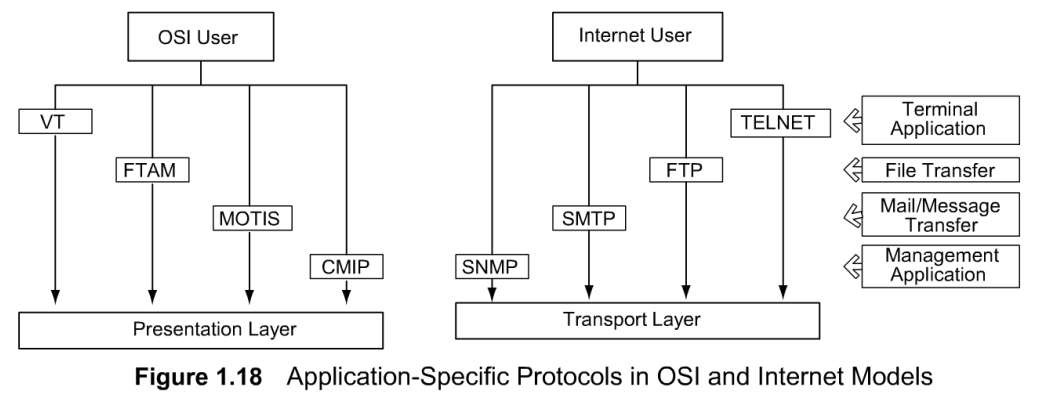 OSI User
Internet User
VT
FTAM
MOTIS
CMIP
Presentation Layer
TELNET
FTP
SMTP
SNMP
Transport Layer
Terminal
Application
File Transfer
Mail/Message
Transfer
Management
Application
Figure 1.18 Application-Specific Protocols in OSI and Internet Models